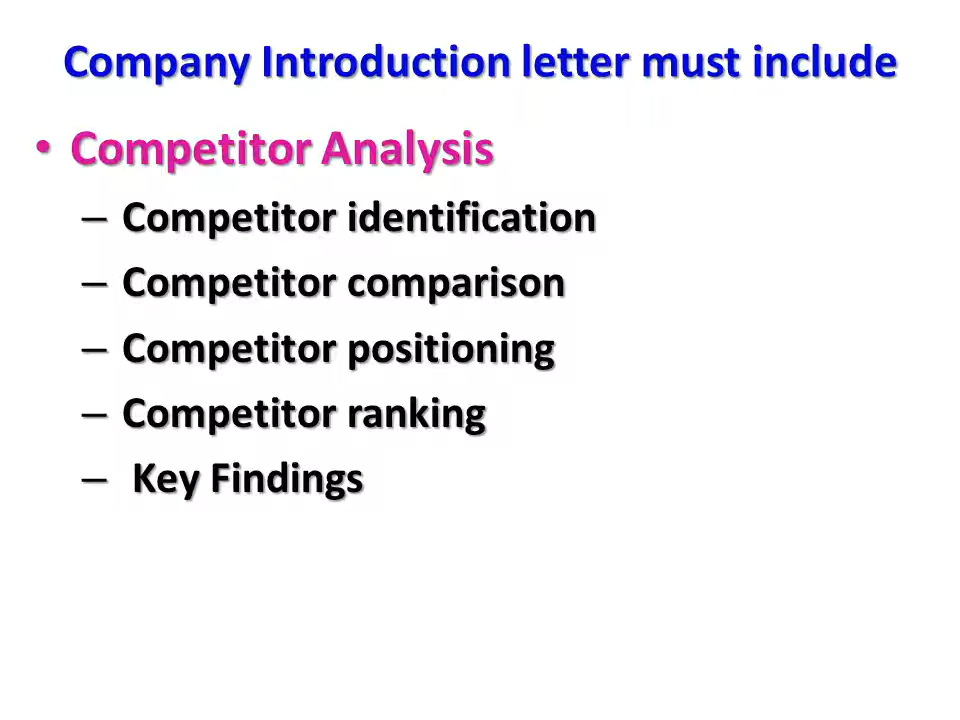 Company Introduction letter must include
• Competitor Analysis
– Competitor identification
– Competitor comparison
– Competitor positioning
– Competitor ranking
– Key Findings